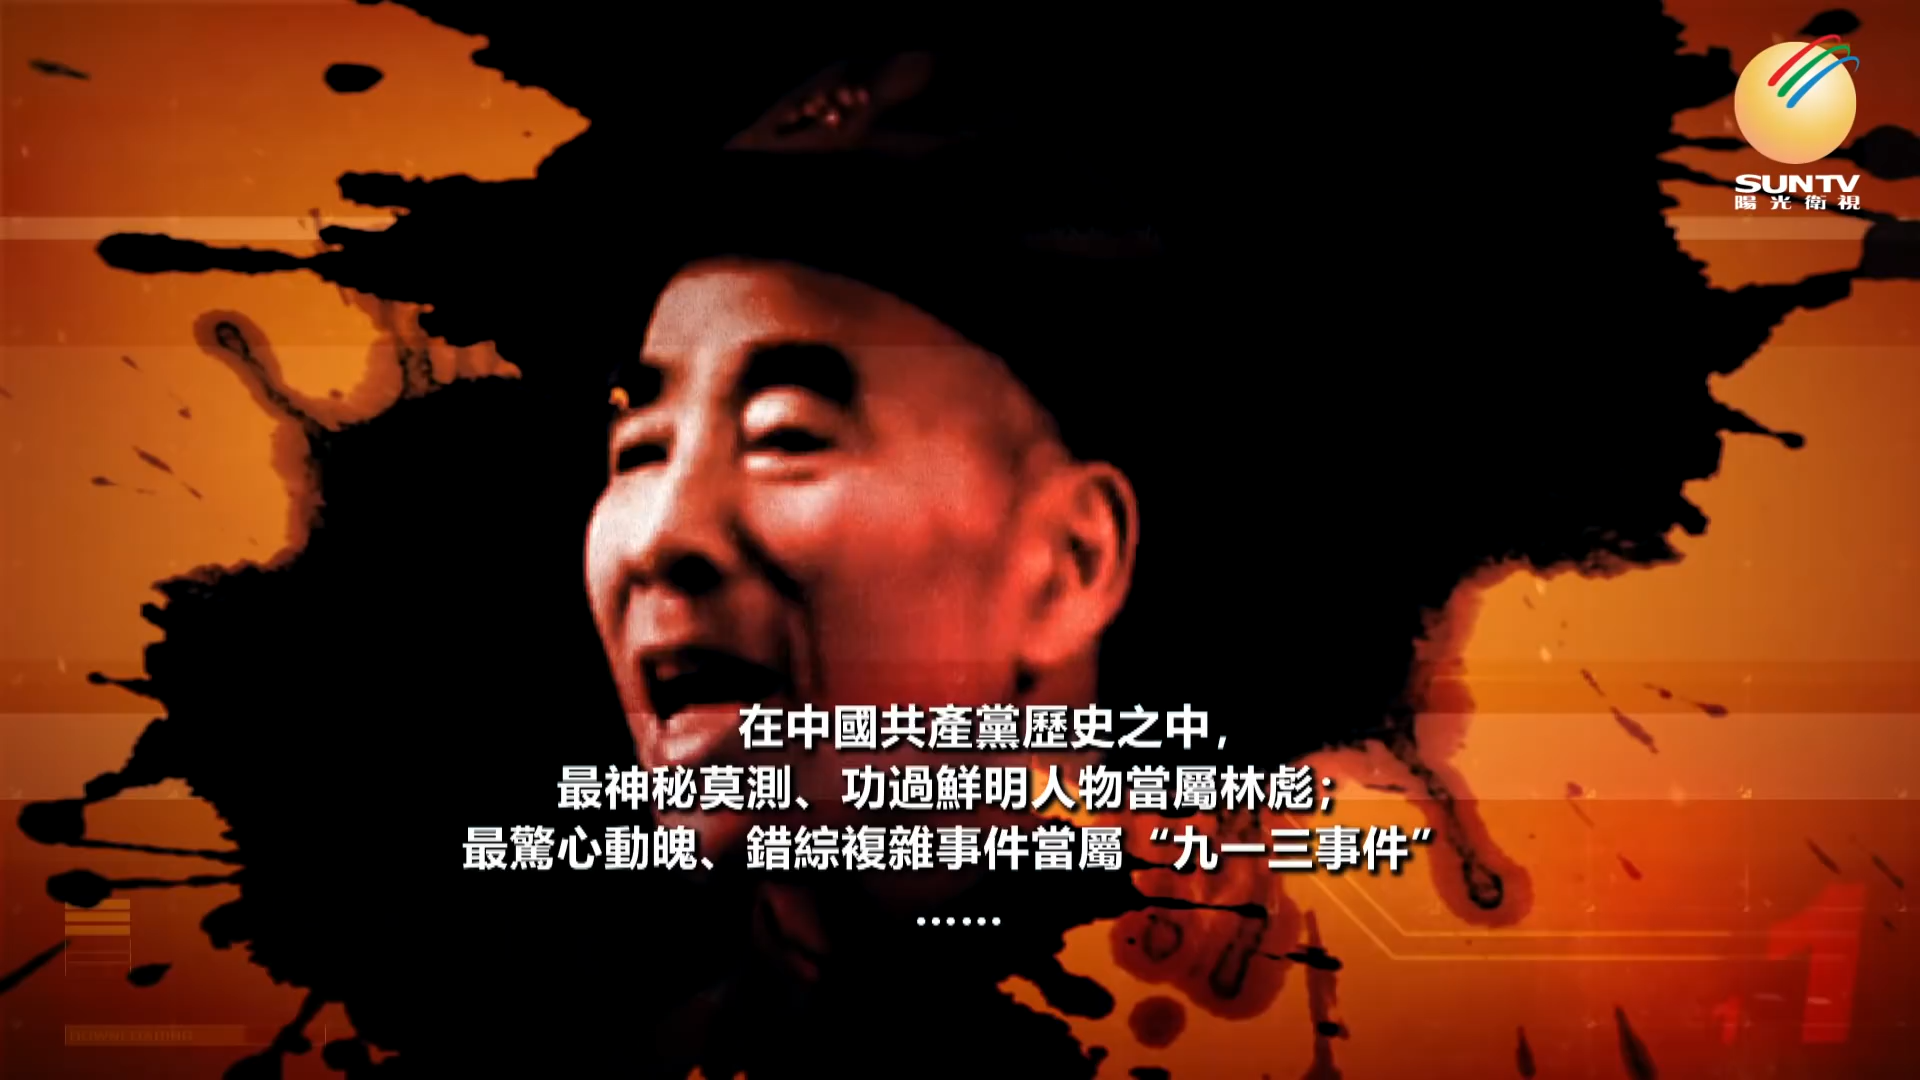 SUNTV
陽光衛視
在中國共產黨歷史之中，
最神秘莫測、功過鮮明人物當屬林彪；
最驚心動魄、錯綜複雜事件當屬“九一三事件”
……
DOWNLOADING
1